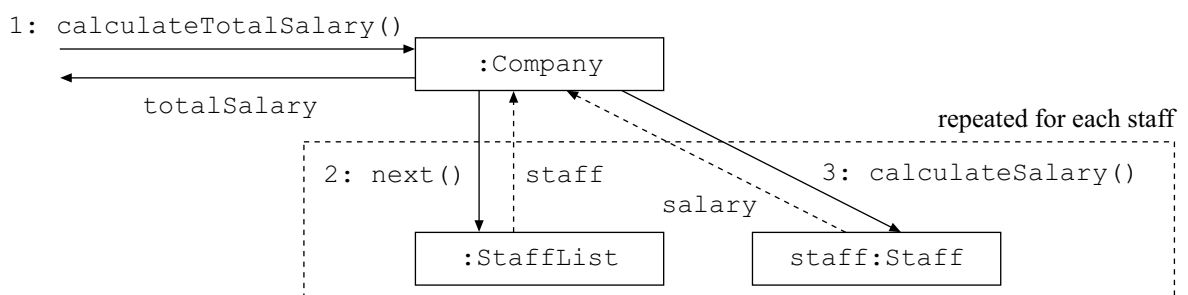 1: calculateTotalSalary()
:Company
totalSalary
repeated for each staff
2: next()
staff
3: calculateSalary()
salary
:StaffList
staff:Staff